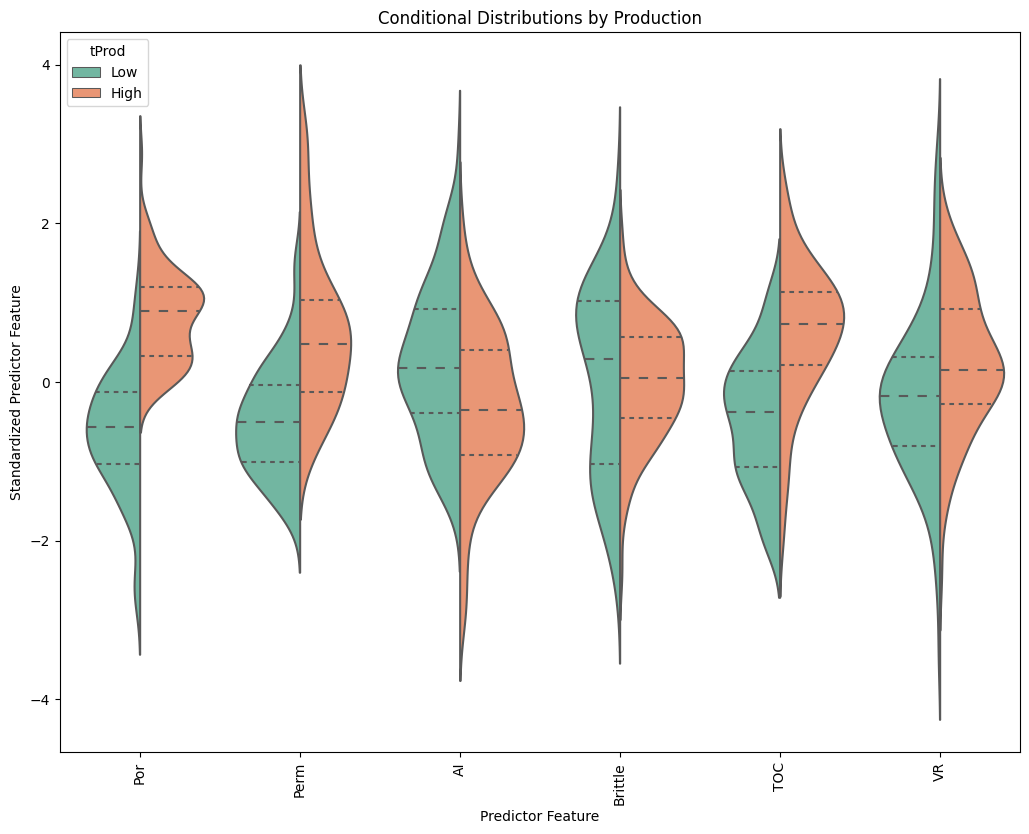 Conditional Distributions by Production
tProd
Low
High
Standardized Predictor Feature
4
2
0
−2
−4
Por
Perm
AI
Brittle
TOC
VR
Predictor Feature